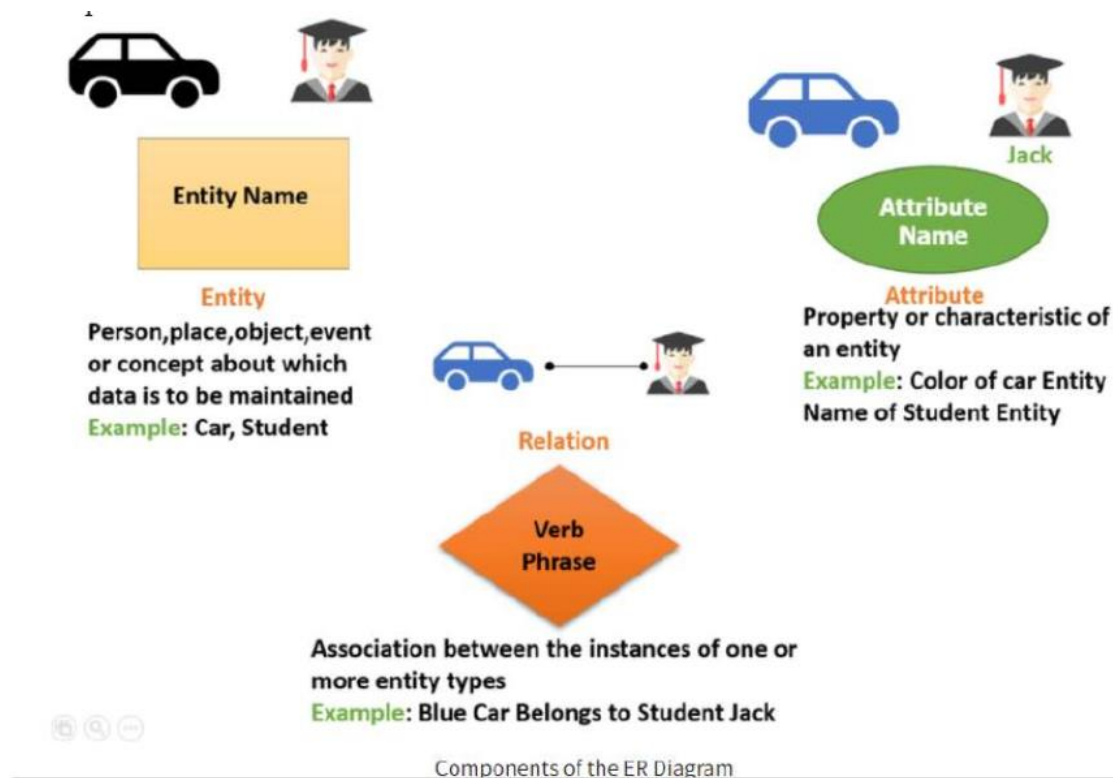 Entity Name
Entity
Person,place,object,event
or concept about which
data is to be maintained
Example: Car, Student
Jack
Attribute
Name
Attribute
Property or characteristic of
an entity
Example: Color of car Entity
Name of Student Entity
Relation
Verb
Phrase
Association between the instances of one or
more entity types
Example: Blue Car Belongs to Student Jack
Components of the ER Diagram